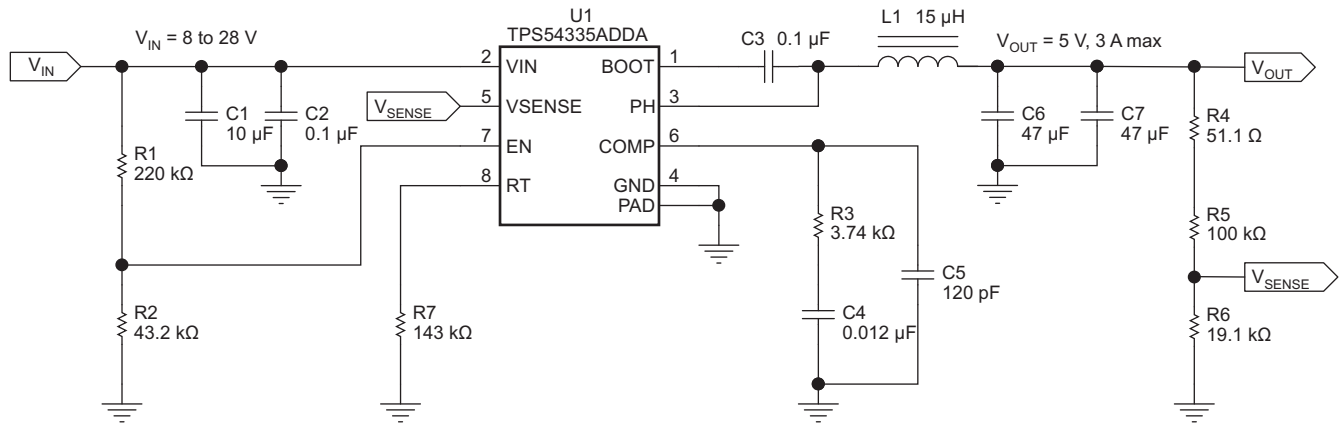 U1
TPS54335ADDA
V_IN = 8 to 28 V
V_IN
C1
10 µF
C2
0.1 µF
R1
220 kΩ
R2
43.2 kΩ
V_SENSE
2 VIN
5 VSENSE
7 EN
8 RT
BOOT 1
PH 3
COMP 6
GND 4
PAD
R7
143 kΩ
C3 0.1 µF
L1 15 µH
R3
3.74 kΩ
C4
0.012 µF
C5
120 pF
V_OUT = 5 V, 3 A max
V_OUT
C6
47 µF
C7
47 µF
R4
51.1 Ω
R5
100 kΩ
V_SENSE
R6
19.1 kΩ